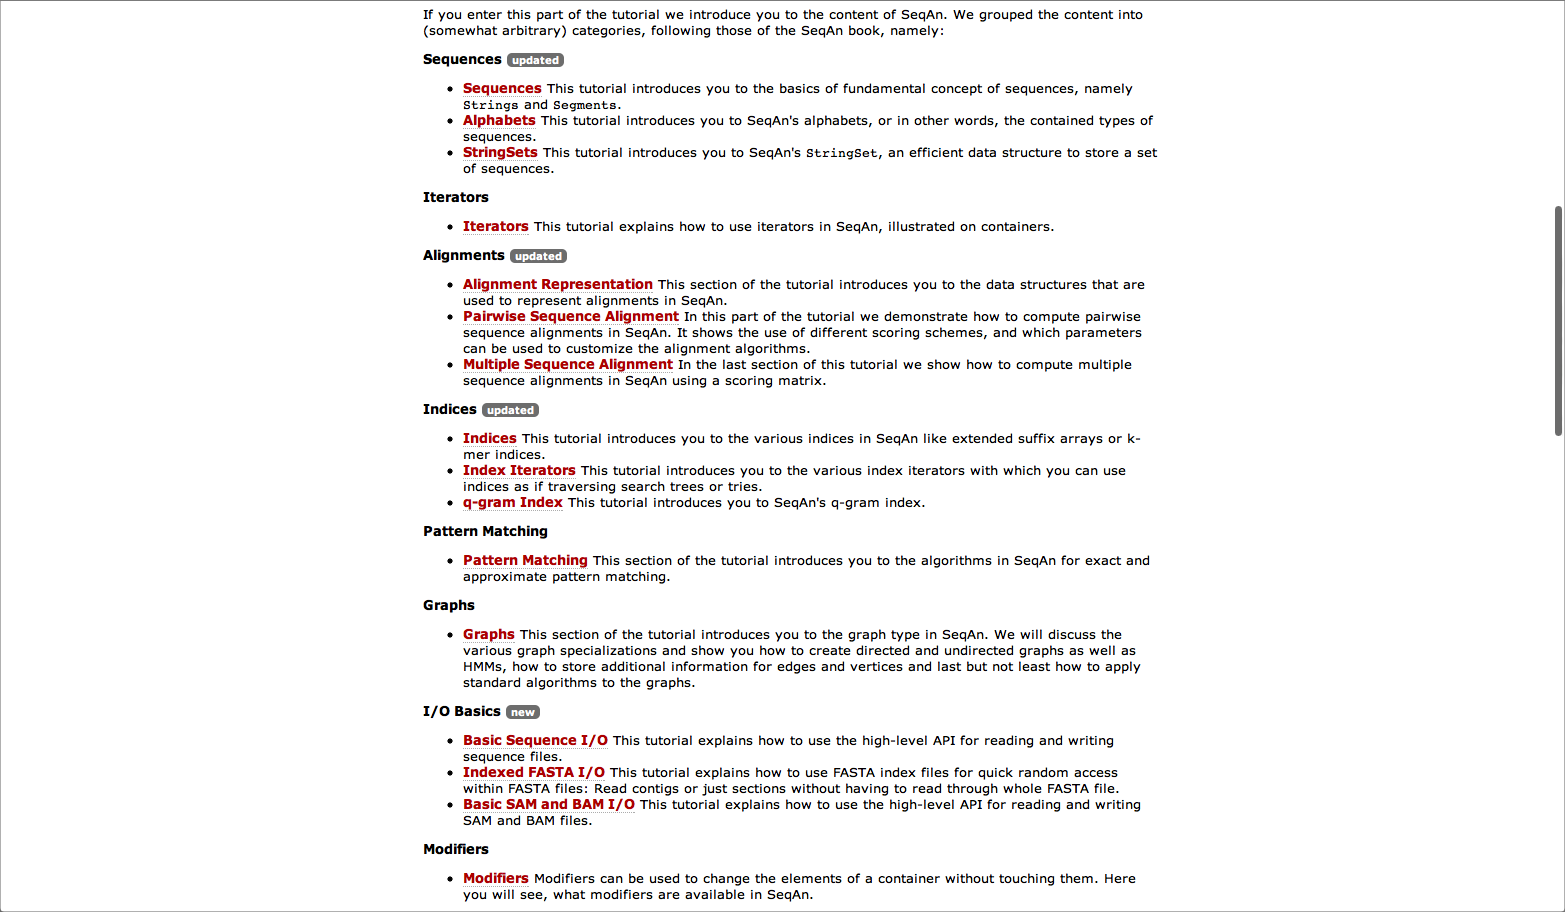 If you enter this part of the tutorial we introduce you to the content of SeqAn. We grouped the content into
(somewhat arbitrary) categories, following those of the SeqAn book, namely:
Sequences updated
• Sequences This tutorial introduces you to the basics of fundamental concept of sequences, namely
Strings and Segments.
• Alphabets This tutorial introduces you to SeqAn's alphabets, or in other words, the contained types of
sequences.
• StringSets This tutorial introduces you to SeqAn's StringSet, an efficient data structure to store a set
of sequences.
Iterators
• Iterators This tutorial explains how to use iterators in SeqAn, illustrated on containers.
Alignments updated
• Alignment Representation This section of the tutorial introduces you to the data structures that are
used to represent alignments in SeqAn.
• Pairwise Sequence Alignment In this part of the tutorial we demonstrate how to compute pairwise
sequence alignments in SeqAn. It shows the use of different scoring schemes, and which parameters
can be used to customize the alignment algorithms.
• Multiple Sequence Alignment In the last section of this tutorial we show how to compute multiple
sequence alignments in SeqAn using a scoring matrix.
Indices updated
• Indices This tutorial introduces you to the various indices in SeqAn like extended suffix arrays or k-
mer indices.
• Index Iterators This tutorial introduces you to the various index iterators with which you can use
indices as if traversing search trees or tries.
• q-gram Index This tutorial introduces you to SeqAn's q-gram index.
Pattern Matching
• Pattern Matching This section of the tutorial introduces you to the algorithms in SeqAn for exact and
approximate pattern matching.
Graphs
• Graphs This section of the tutorial introduces you to the graph type in SeqAn. We will discuss the
various graph specializations and show you how to create directed and undirected graphs as well as
HMMs, how to store additional information for edges and vertices and last but not least how to apply
standard algorithms to the graphs.
I/O Basics new
• Basic Sequence I/O This tutorial explains how to use the high-level API for reading and writing
sequence files.
• Indexed FASTA I/O This tutorial explains how to use FASTA index files for quick random access
within FASTA files: Read contigs or just sections without having to read through whole FASTA file.
• Basic SAM and BAM I/O This tutorial explains how to use the high-level API for reading and writing
SAM and BAM files.
Modifiers
• Modifiers Modifiers can be used to change the elements of a container without touching them. Here
you will see, what modifiers are available in SeqAn.